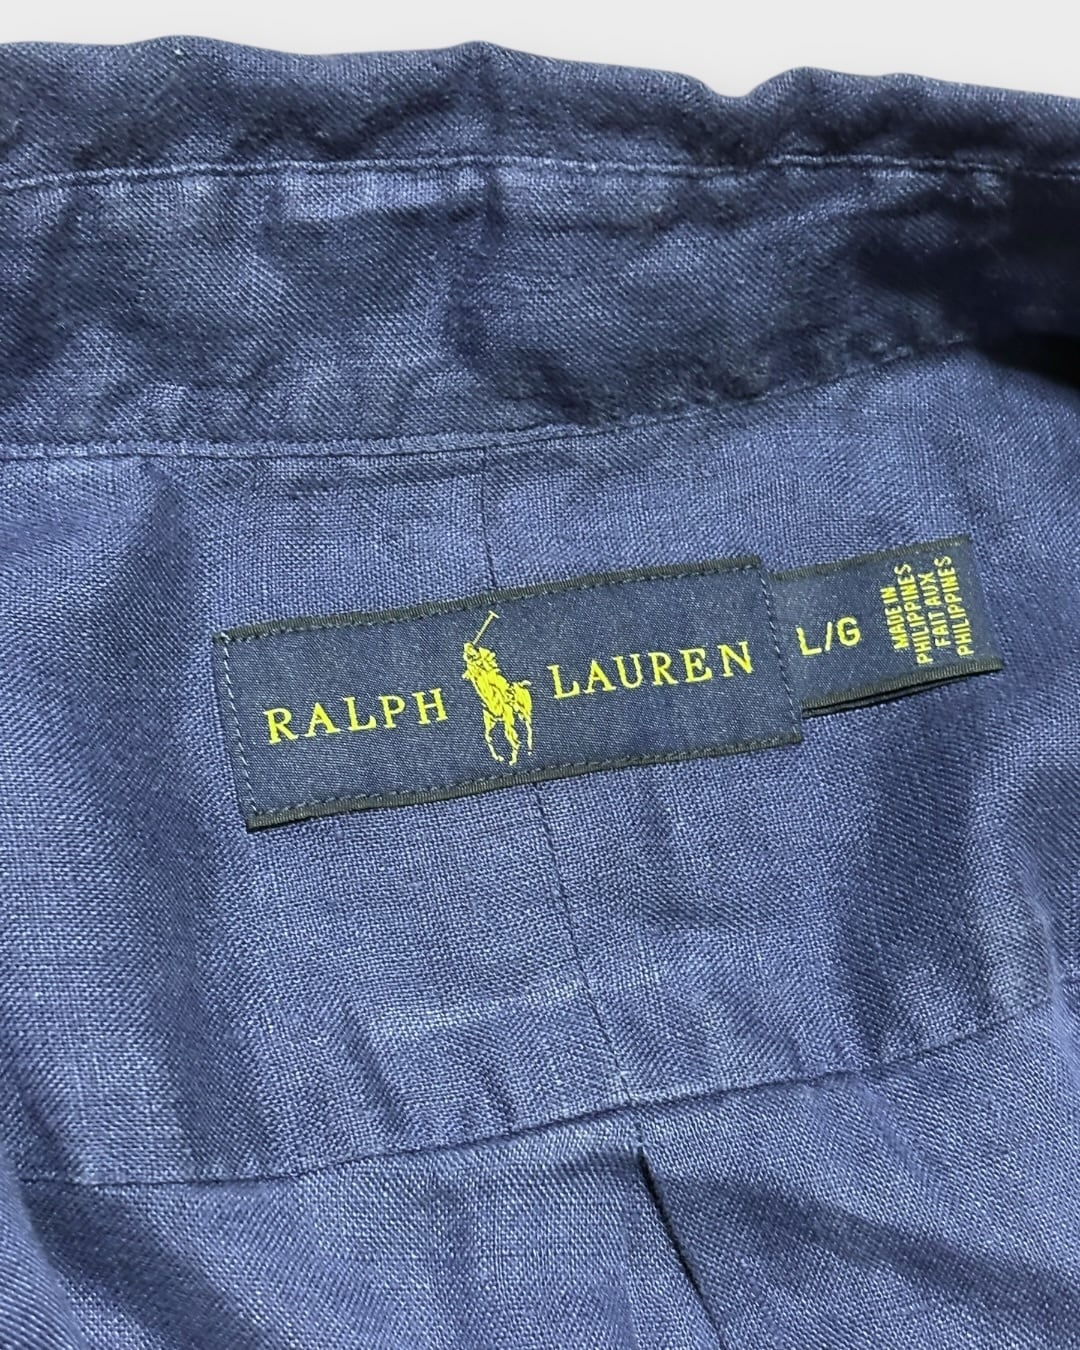 RALPH LAUREN
L/G
MADE IN
PHILIPPINES
FAIT AUX
PHILIPPINES